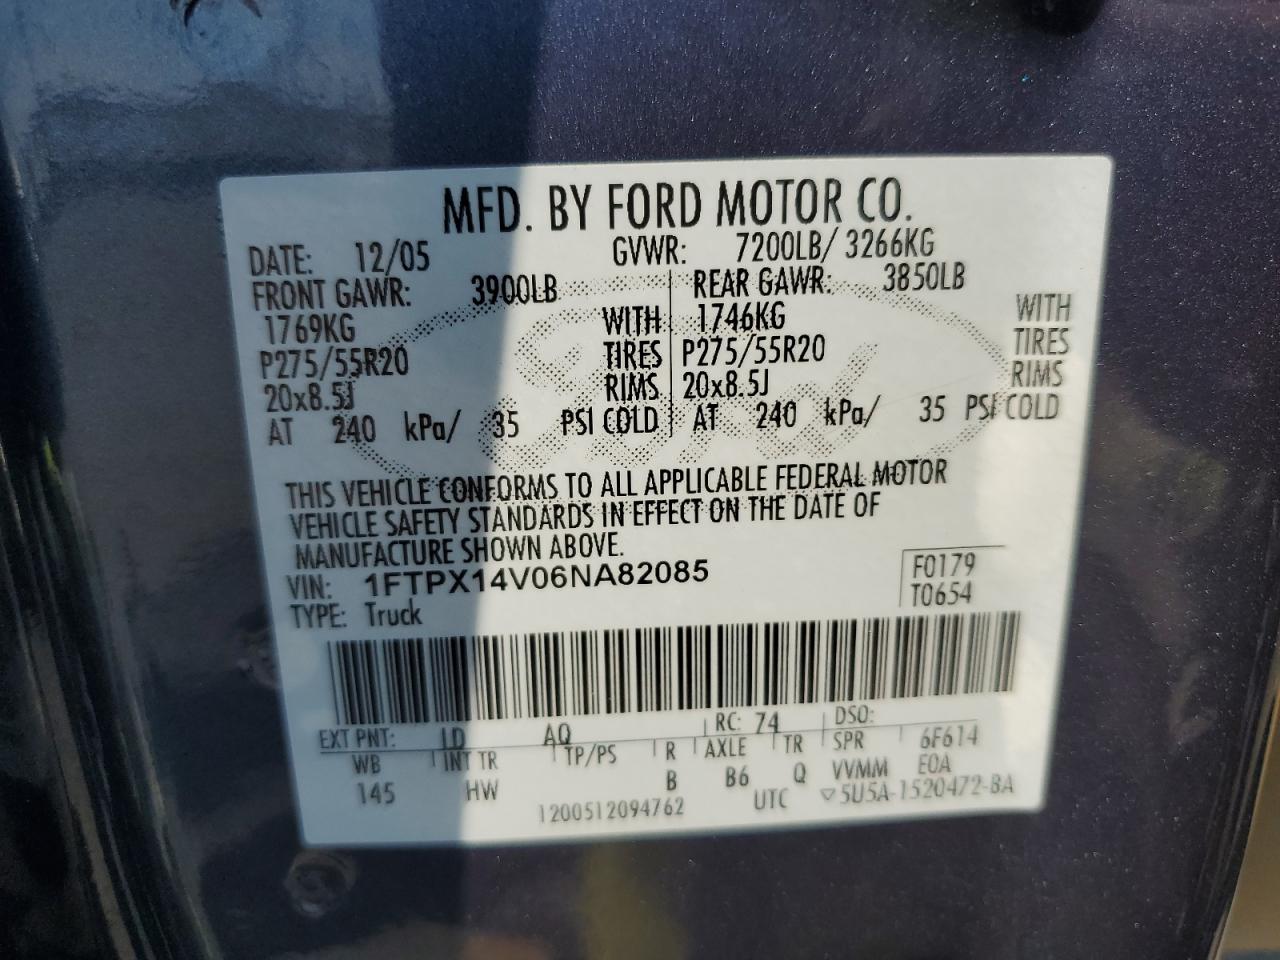 MFD. BY FORD MOTOR CO.
DATE: 12/05 GVWR: 7200LB/ 3266KG
FRONT GAWR: 3900LB REAR GAWR: 3850LB
1769KG WITH 1746KG WITH
P275/55R20 TIRES P275/55R20 TIRES
20x8.5J RIMS 20x8.5J RIMS
AT 240 kPa/ 35 PSI COLD AT 240 kPa/ 35 PSI COLD
THIS VEHICLE CONFORMS TO ALL APPLICABLE FEDERAL MOTOR
VEHICLE SAFETY STANDARDS IN EFFECT ON THE DATE OF
MANUFACTURE SHOWN ABOVE.
VIN: 1FTPX14V06NA82085 F0179
TYPE: Truck T0654
EXT PNT: LD AQ RC: 74 DSO:
WB INT TR TP/PS R AXLE TR SPR 6F614
145 HW B B6 Q VVMM EOA
1200512094762 UTC ▽5U5A-1520472-BA
Ford